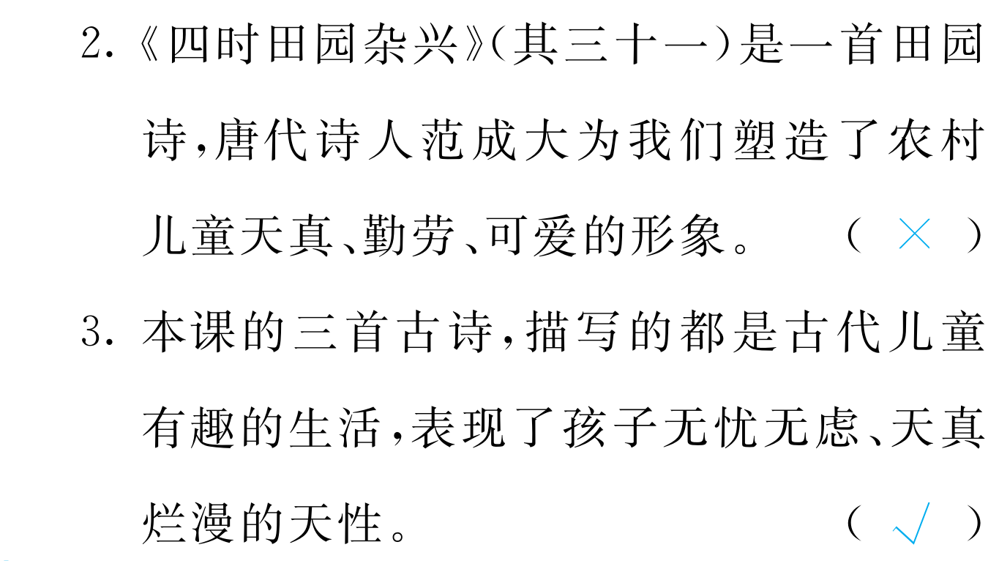 2.《四时田园杂兴》(其三十一)是一首田园
诗,唐代诗人范成大为我们塑造了农村
儿童天真、勤劳、可爱的形象。 ( × )
3. 本课的三首古诗,描写的都是古代儿童
有趣的生活,表现了孩子无忧无虑、天真
烂漫的天性。 ( √ )